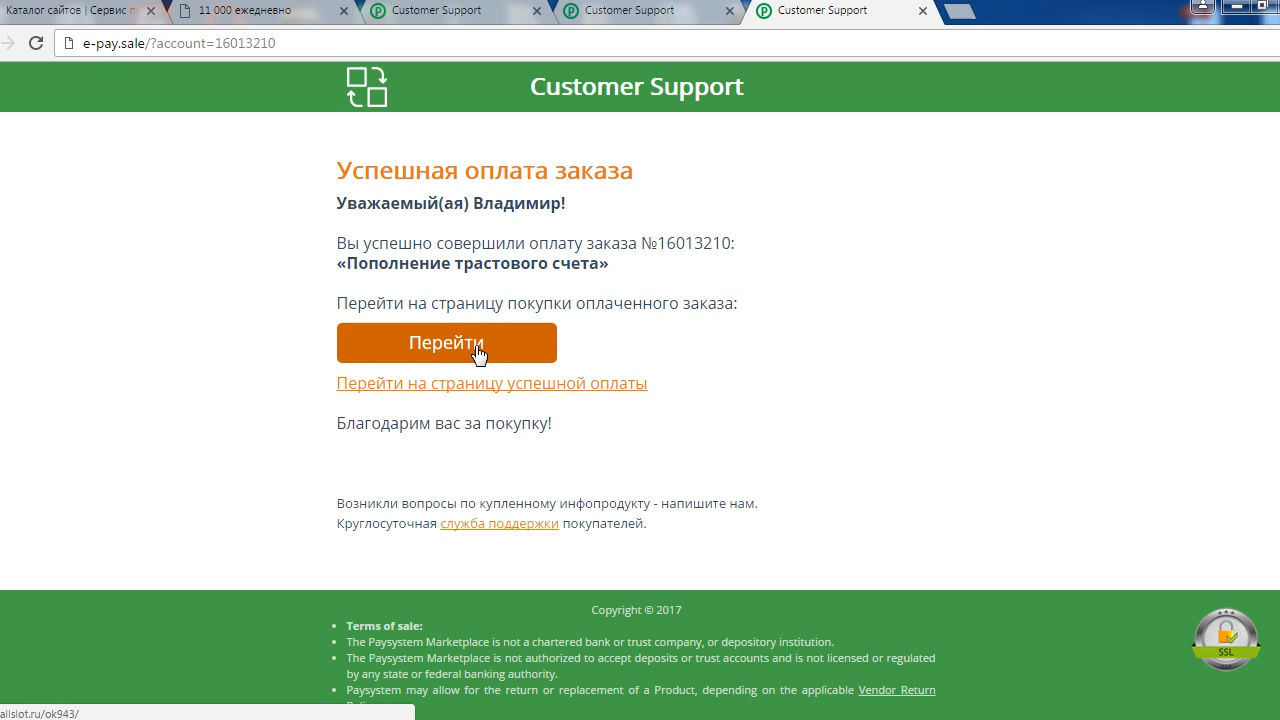 Каталог сайтов | Сервис
11 000 ежедневно
Customer Support
Customer Support
Customer Support
e-pay.sale/?account=16013210
Customer Support
Успешная оплата заказа
Уважаемый(ая) Владимир!
Вы успешно совершили оплату заказа №16013210:
«Пополнение трастового счета»
Перейти на страницу покупки оплаченного заказа:
Перейти
Перейти на страницу успешной оплаты
Благодарим вас за покупку!
Возникли вопросы по купленному инфопродукту - напишите нам.
Круглосуточная служба поддержки покупателей.
Copyright © 2017
Terms of sale:
The Paysystem Marketplace is not a chartered bank or trust company, or depository institution.
The Paysystem Marketplace is not authorized to accept deposits or trust accounts and is not licensed or regulated
by any state or federal banking authority.
Paysystem may allow for the return or replacement of a Product, depending on the applicable Vendor Return
SSL
allslot.ru/ok943/